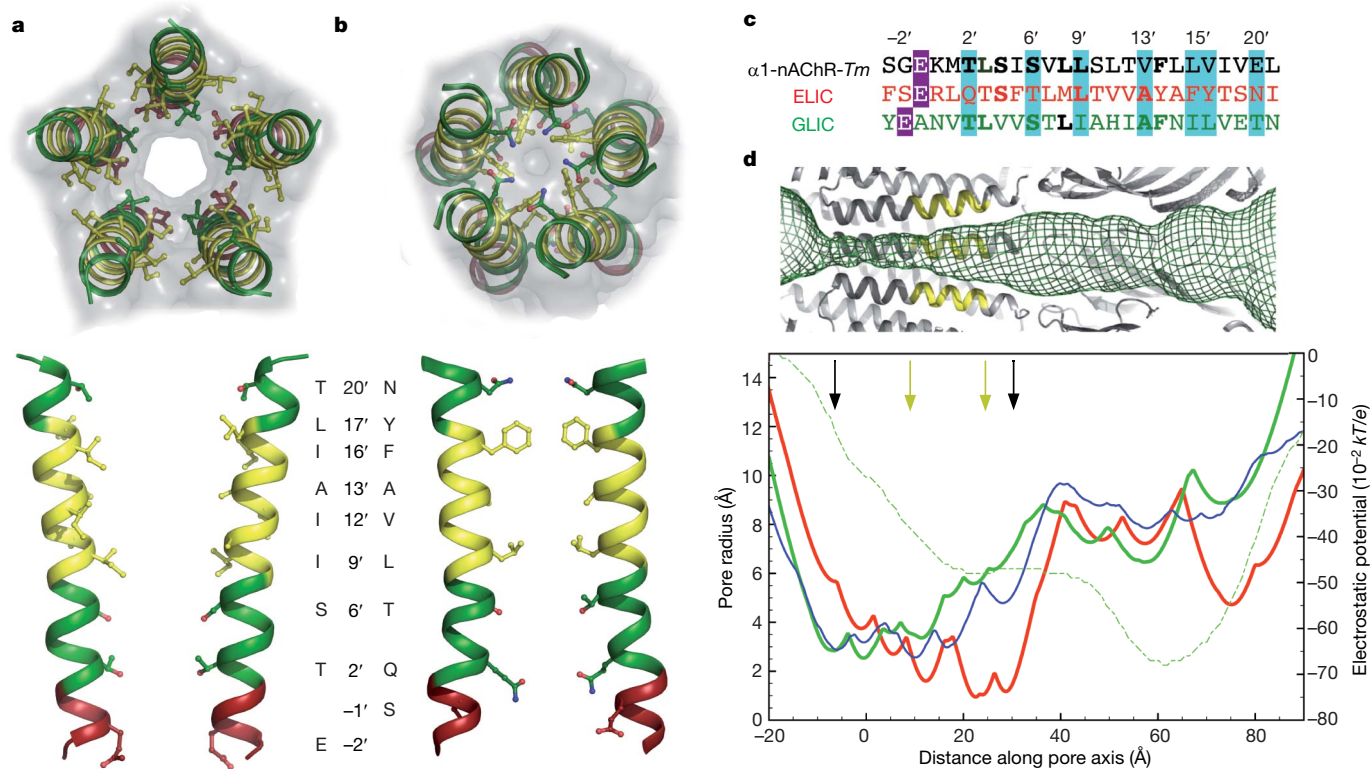 a
b
c
−2′ 2′ 6′ 9′ 13′ 15′ 20′
α1-nAChR-Tm SGEKMTLSISVLLSLTVFLLVIVEL
ELIC FSERLQTSFTLMLTVVAYAFYTSNI
GLIC YEANVTLVVSTLIAHIAFNILVETN
d
T 20′ N
L 17′ Y
I 16′ F
A 13′ A
I 12′ V
I 9′ L
S 6′ T
T 2′ Q
−1′ S
E −2′
Pore radius (Å)
14
12
10
8
6
4
2
0
0
−10
−20
−30
−40
−50
−60
−70
−80
Electrostatic potential (10⁻² kT/e)
−20 0 20 40 60 80
Distance along pore axis (Å)